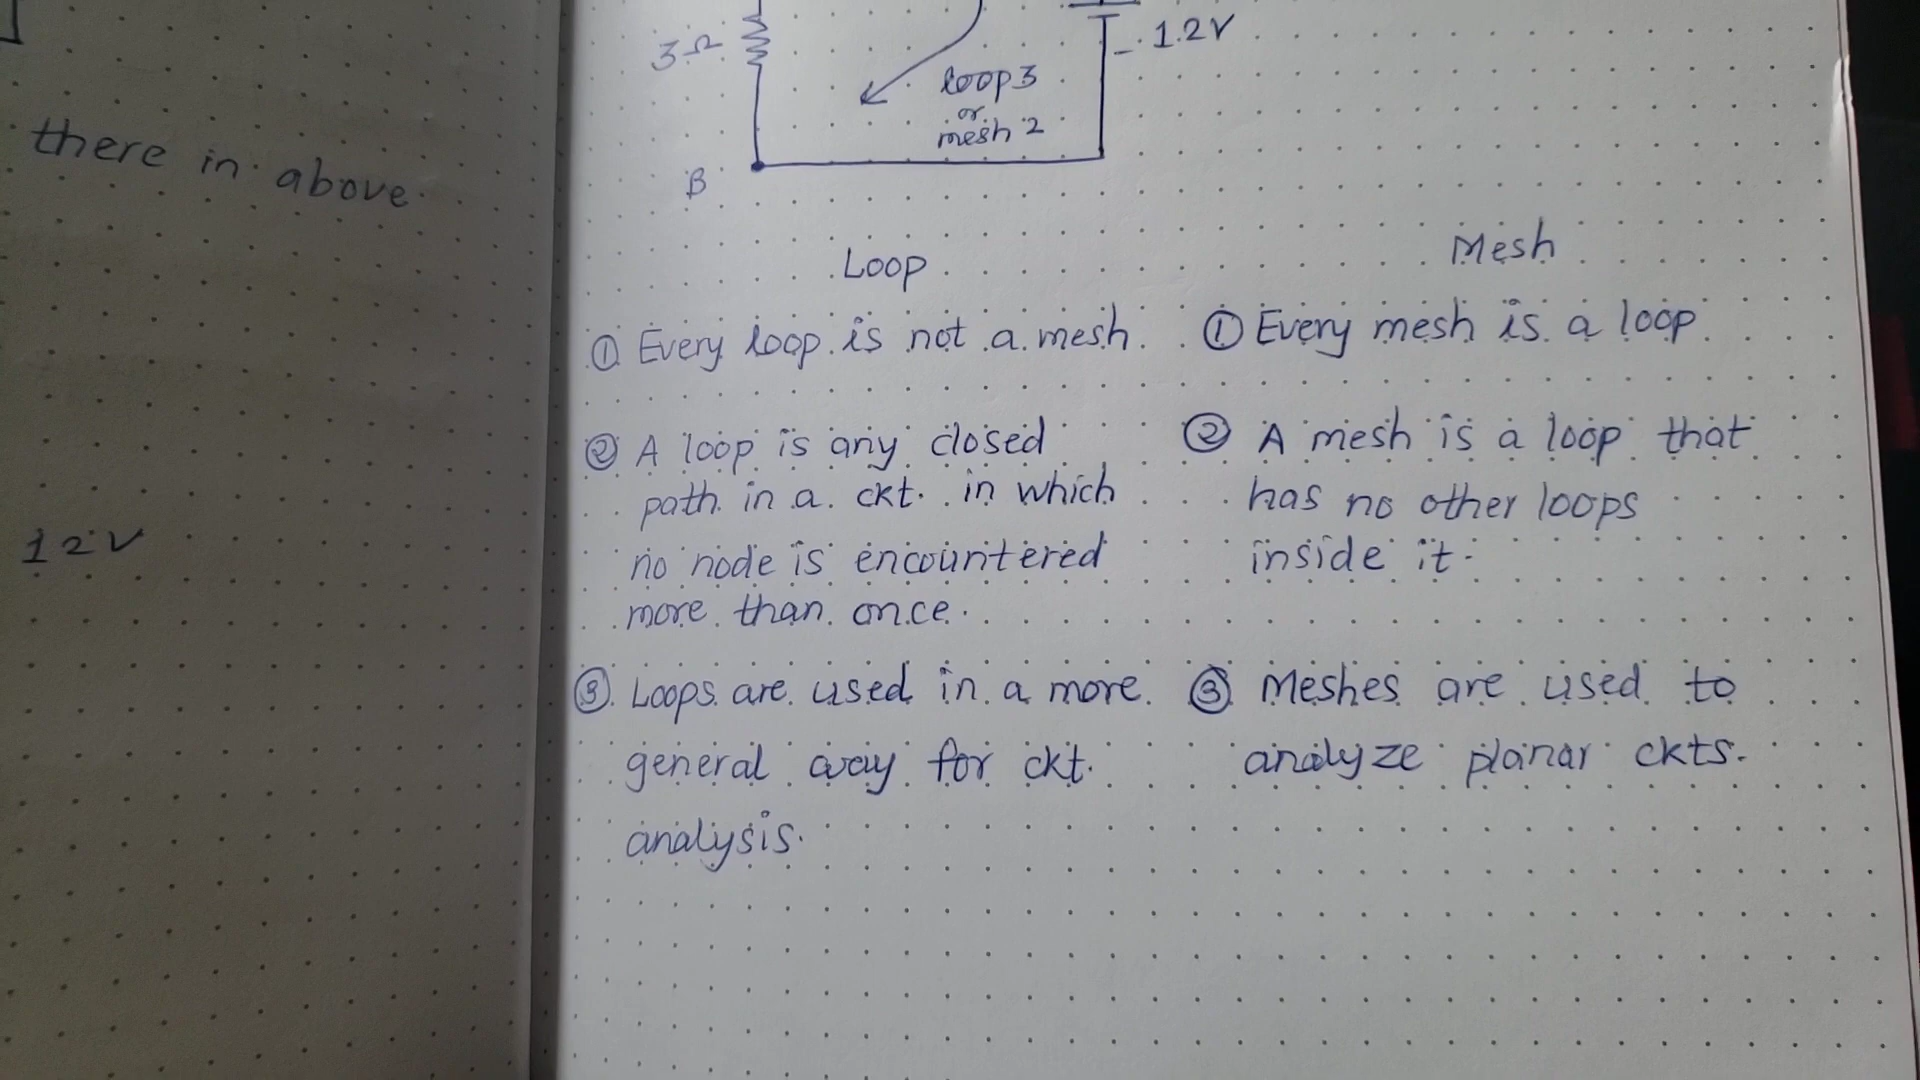 there in above
12V
3Ω
12V
-
loop 3
or
mesh 2
B
Loop
① Every loop is not a mesh.
② A loop is any closed
path in a ckt. in which
no node is encountered
more than once.
③ Loops are used in a more
general way for ckt.
analysis.
Mesh
① Every mesh is a loop
② A mesh is a loop that
has no other loops
inside it.
③ Meshes are used to
analyze planar ckts.